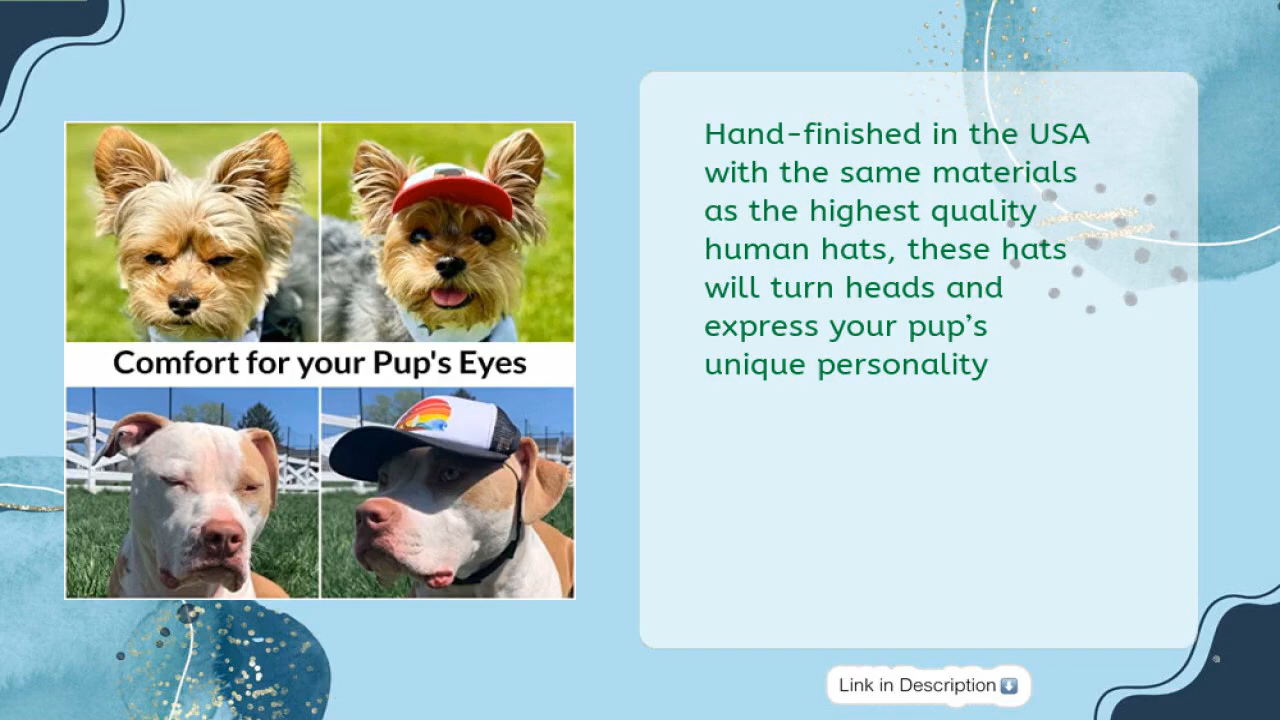 Comfort for your Pup's Eyes
Hand-finished in the USA
with the same materials
as the highest quality
human hats, these hats
will turn heads and
express your pup’s
unique personality
Link in Description⬇️